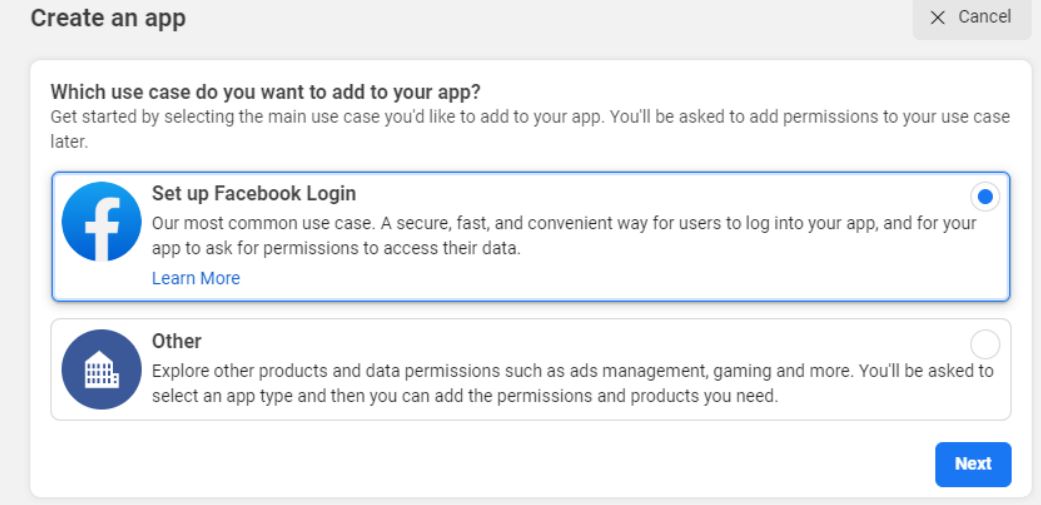 Create an app
Cancel
Which use case do you want to add to your app?
Get started by selecting the main use case you'd like to add to your app. You'll be asked to add permissions to your use case
later.
Set up Facebook Login
Our most common use case. A secure, fast, and convenient way for users to log into your app, and for your
app to ask for permissions to access their data.
Learn More
Other
Explore other products and data permissions such as ads management, gaming and more. You'll be asked to
select an app type and then you can add the permissions and products you need.
Next